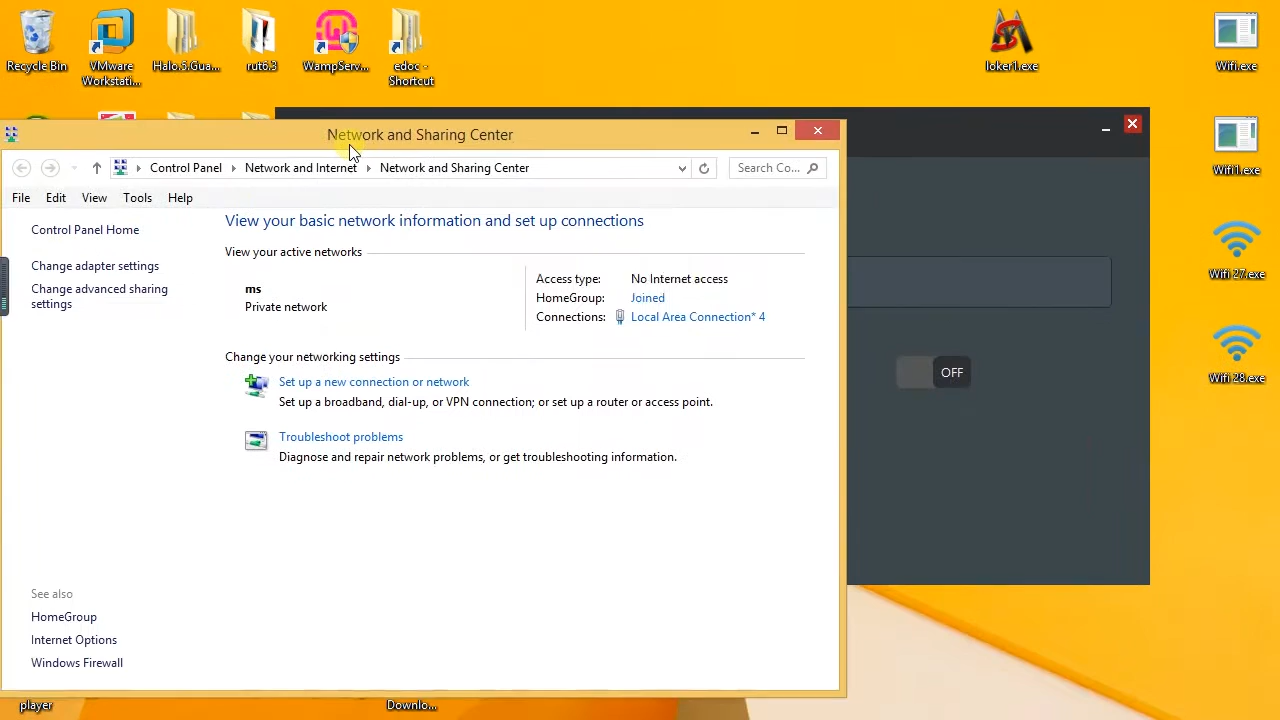 Recycle Bin
VMware
Workstati...
Halo.5.Gua...
rut6.3
WampServ...
edoc -
Shortcut
loker1.exe
Wifi.exe
Wifi1.exe
Wifi 27.exe
Wifi 28.exe
Network and Sharing Center
Control Panel
Network and Internet
Network and Sharing Center
Search Co...
File
Edit
View
Tools
Help
Control Panel Home
Change adapter settings
Change advanced sharing
settings
View your basic network information and set up connections
View your active networks
ms
Private network
Access type:
No Internet access
HomeGroup:
Joined
Connections:
Local Area Connection* 4
Change your networking settings
Set up a new connection or network
Set up a broadband, dial-up, or VPN connection; or set up a router or access point.
Troubleshoot problems
Diagnose and repair network problems, or get troubleshooting information.
OFF
See also
HomeGroup
Internet Options
Windows Firewall
player
Downlo...